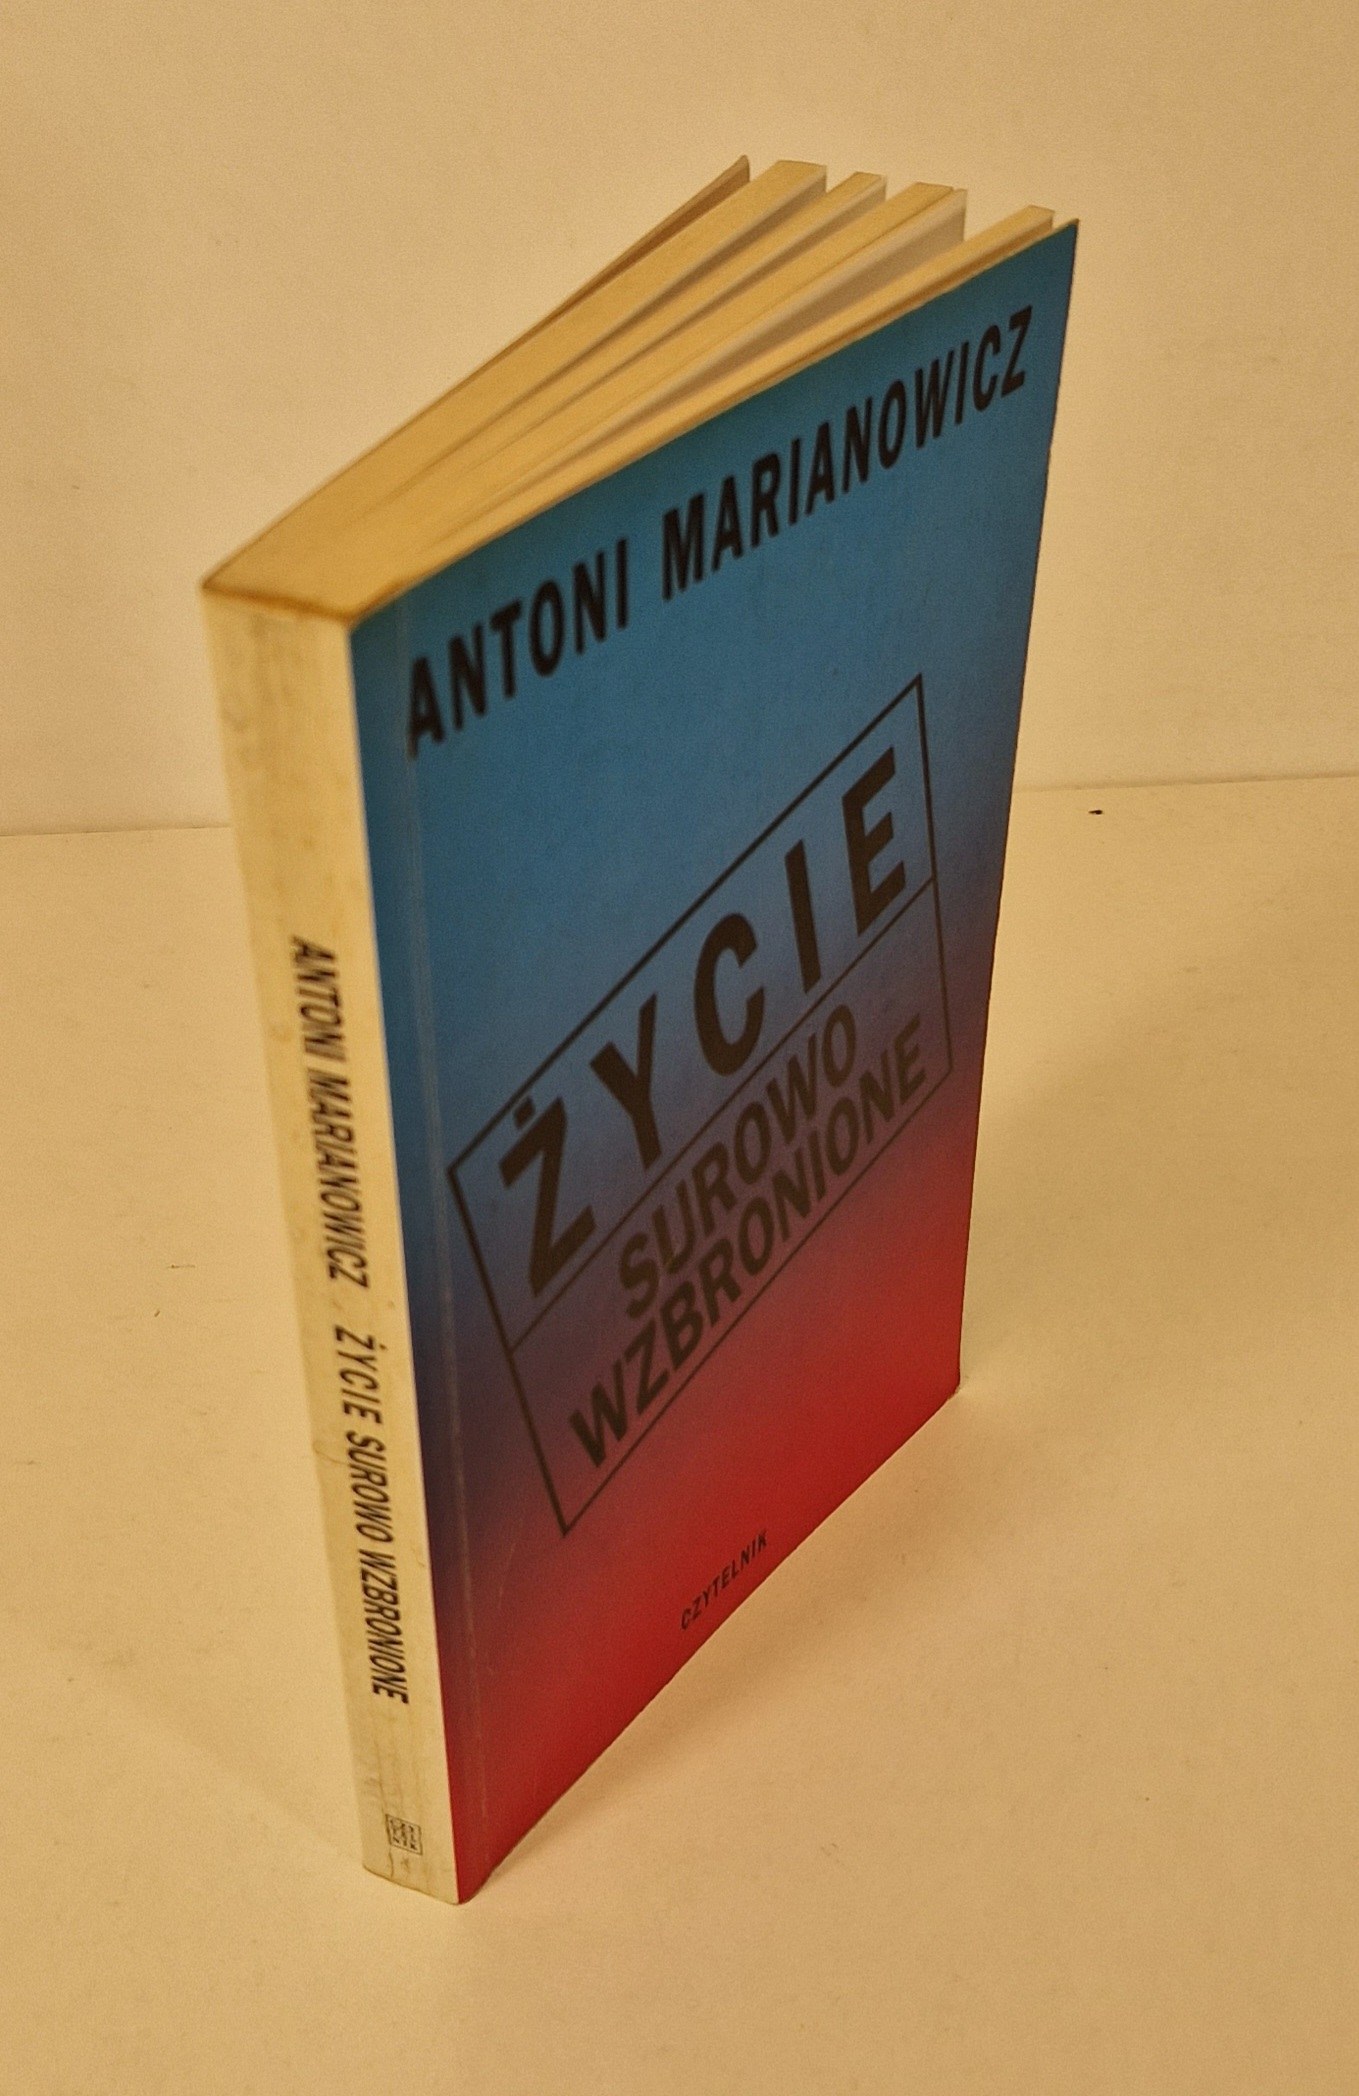 ANTONI MARIANOWICZ
ŻYCIE
SUROWO
WZBRONIONE
CZYTELNIK
ANTONI MARIANOWICZ ŻYCIE SUROWO WZBRONIONE